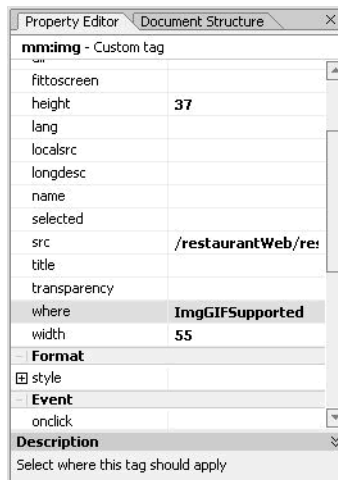 Property Editor Document Structure
mm:img - Custom tag
fittoscreen
height 37
lang
localsrc
longdesc
name
selected
src /restaurantWeb/res
title
transparency
where ImgGIFSupported
width 55
Format
style
Event
onclick
Description
Select where this tag should apply